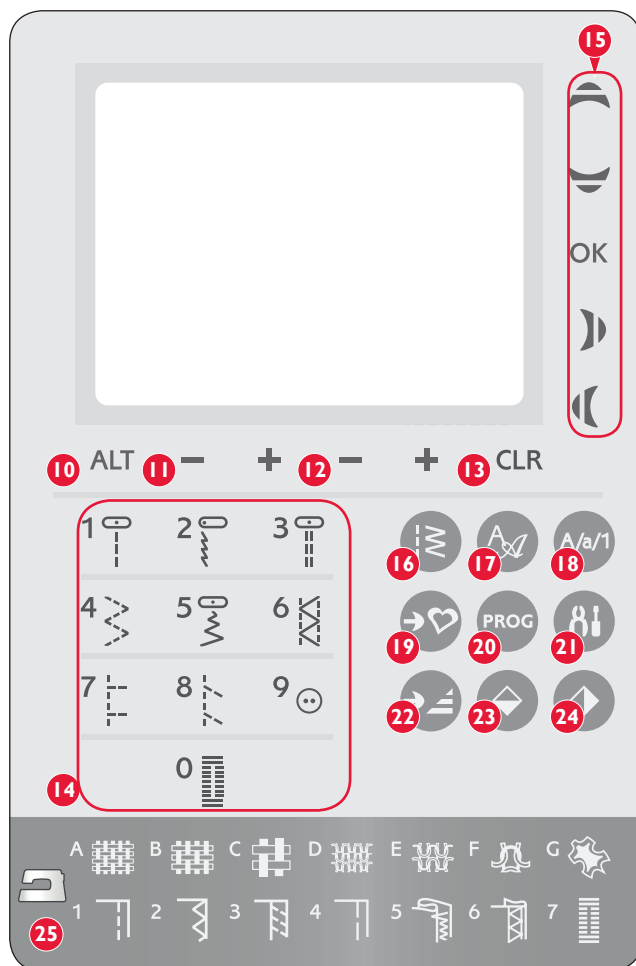 15
OK
10 ALT 11 − + 12 − + 13 CLR
1 2 3
16 17 A 18 A/a/1
4 5 6
19 20 PROG 21
7 8 9
22 23 24
14 0
A B C D E F G
25 1 2 3 4 5 6 7